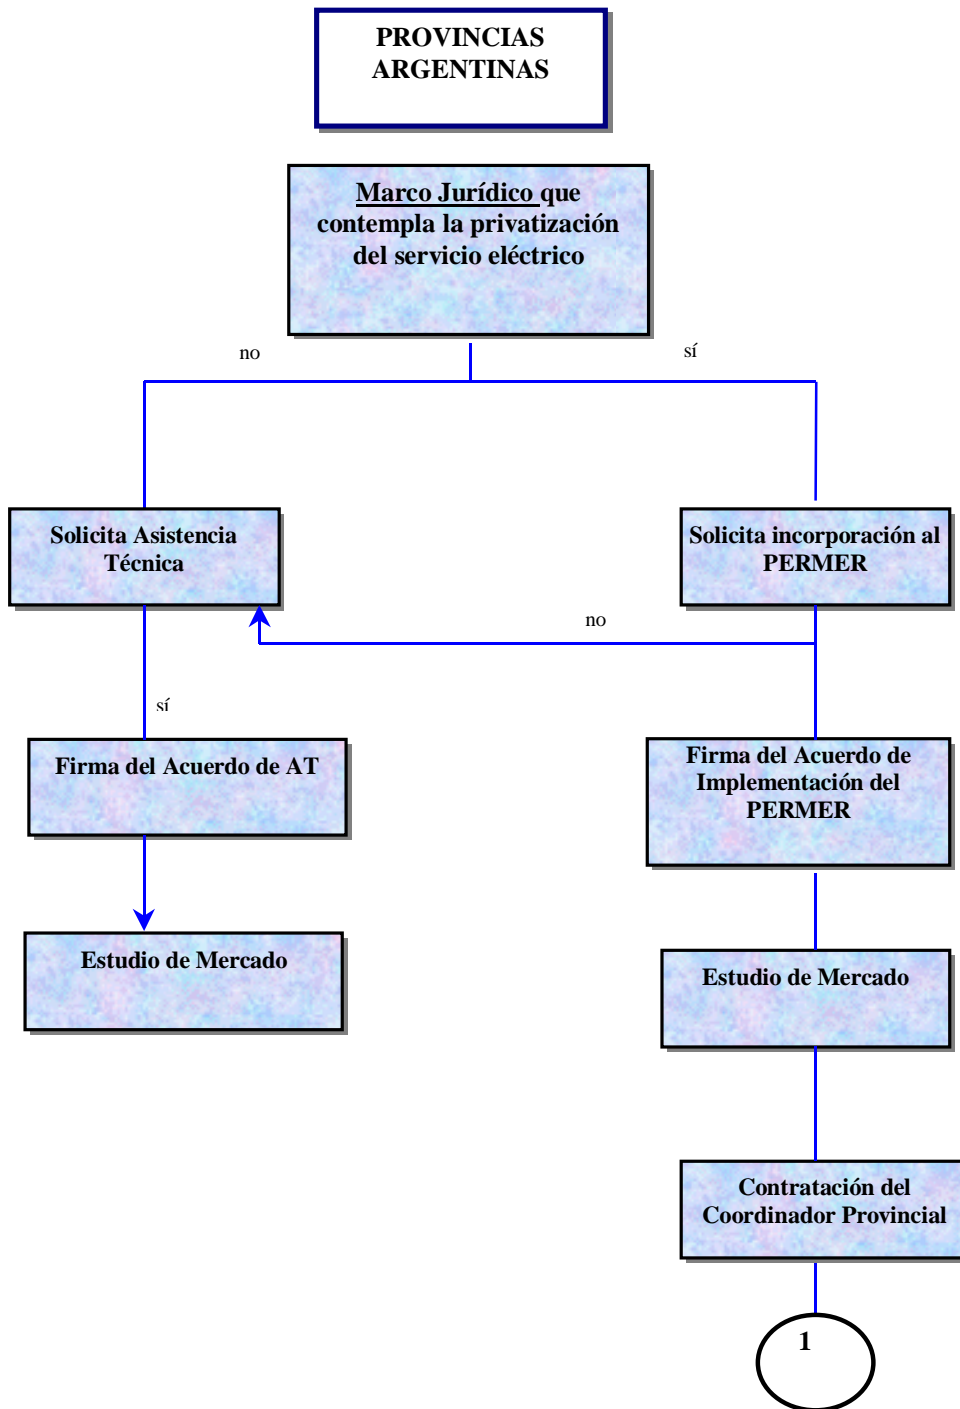 PROVINCIAS
ARGENTINAS
Marco Jurídico que
contempla la privatización
del servicio eléctrico
no
sí
Solicita Asistencia
Técnica
Solicita incorporación al
PERMER
no
sí
Firma del Acuerdo de AT
Firma del Acuerdo de
Implementación del
PERMER
Estudio de Mercado
Estudio de Mercado
Contratación del
Coordinador Provincial
1